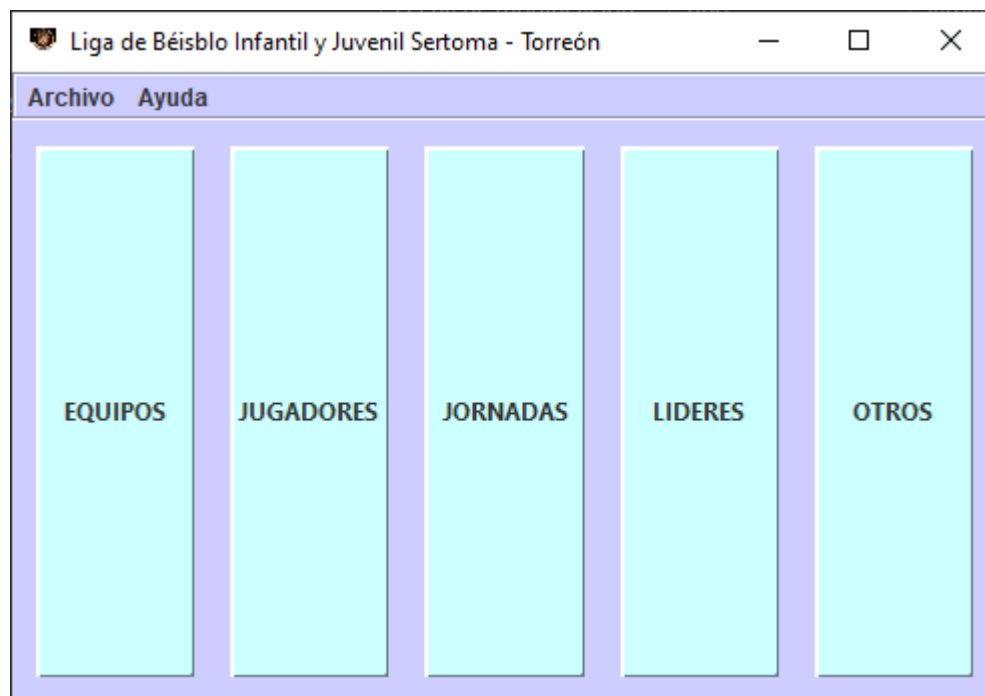 Liga de Béisblo Infantil y Juvenil Sertoma - Torreón
Archivo Ayuda
EQUIPOS JUGADORES JORNADAS LIDERES OTROS